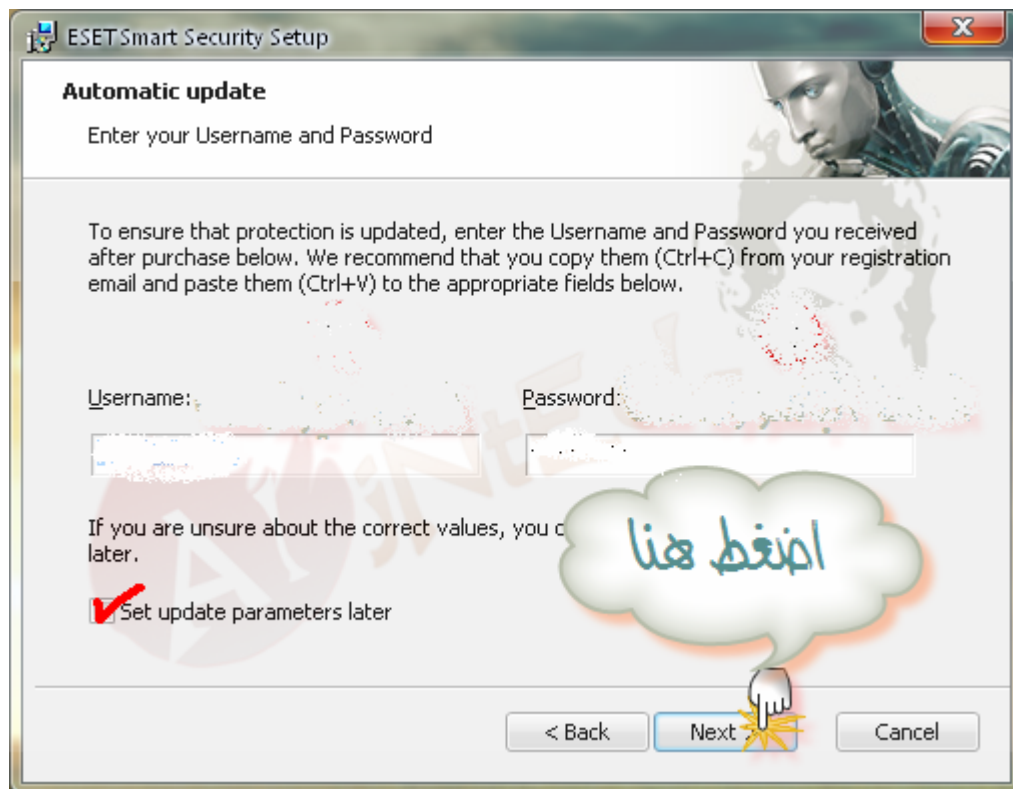 ESET Smart Security Setup
Automatic update
Enter your Username and Password
To ensure that protection is updated, enter the Username and Password you received
after purchase below. We recommend that you copy them (Ctrl+C) from your registration
email and paste them (Ctrl+V) to the appropriate fields below.
Username:
Password:
If you are unsure about the correct values, you c
later.
اضغط هنا
Set update parameters later
< Back
Next >
Cancel